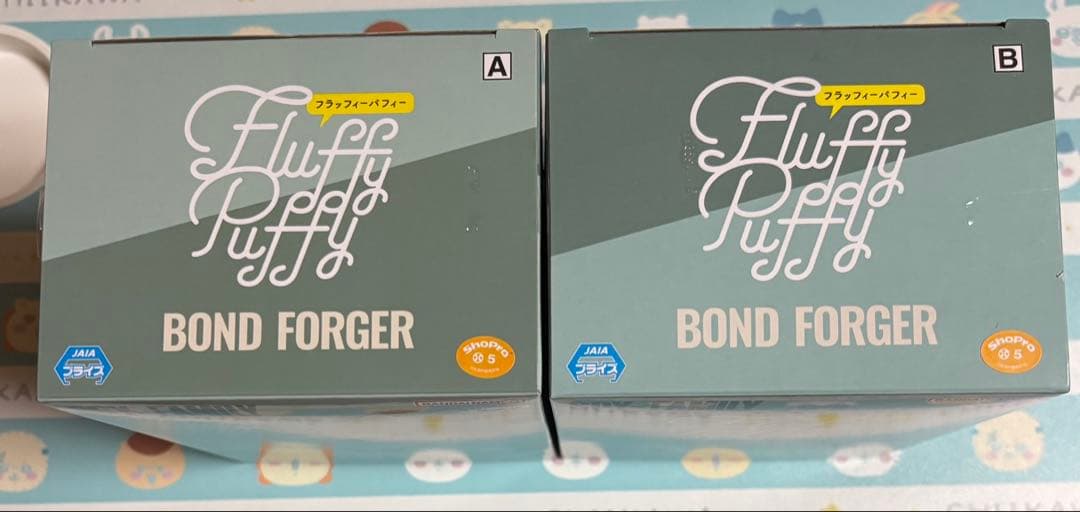 A
フラッフィーパフィー
Fluffy
Puffy
BOND FORGER
JAIA
プライズ
ShoPro
5
B
フラッフィーパフィー
Fluffy
Puffy
BOND FORGER
JAIA
プライズ
ShoPro
5